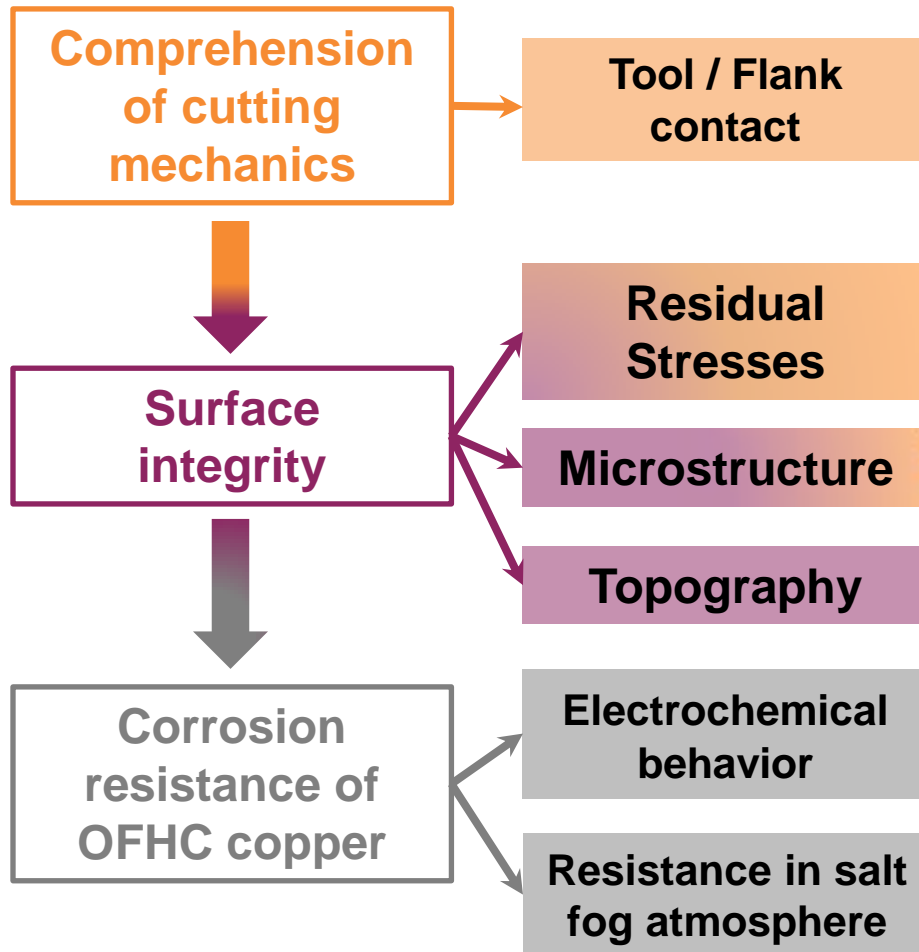 Comprehension
of cutting
mechanics
Tool / Flank
contact
Surface
integrity
Residual
Stresses
Microstructure
Topography
Corrosion
resistance of
OFHC copper
Electrochemical
behavior
Resistance in salt
fog atmosphere